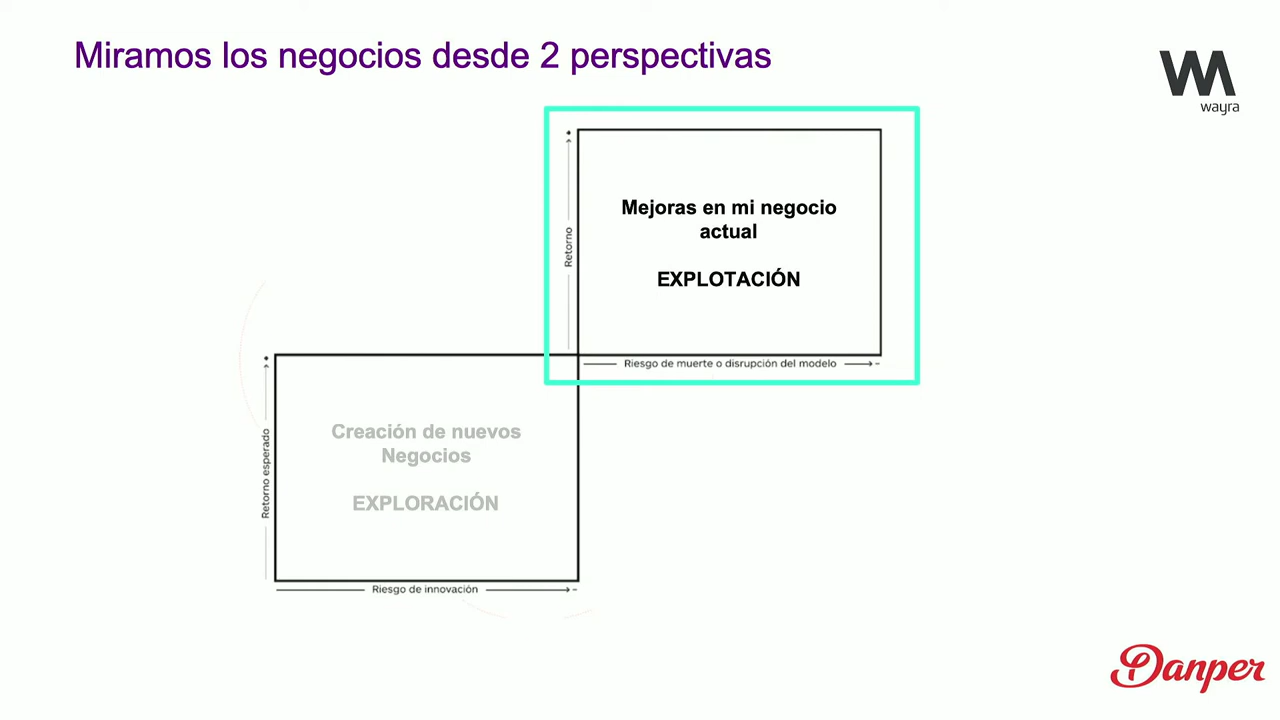 Miramos los negocios desde 2 perspectivas
wayra
Mejoras en mi negocio
actual
EXPLOTACIÓN
Retorno
Riesgo de muerte o disrupción del modelo
Creación de nuevos
Negocios
EXPLORACIÓN
Retorno esperado
Riesgo de innovación
Danper